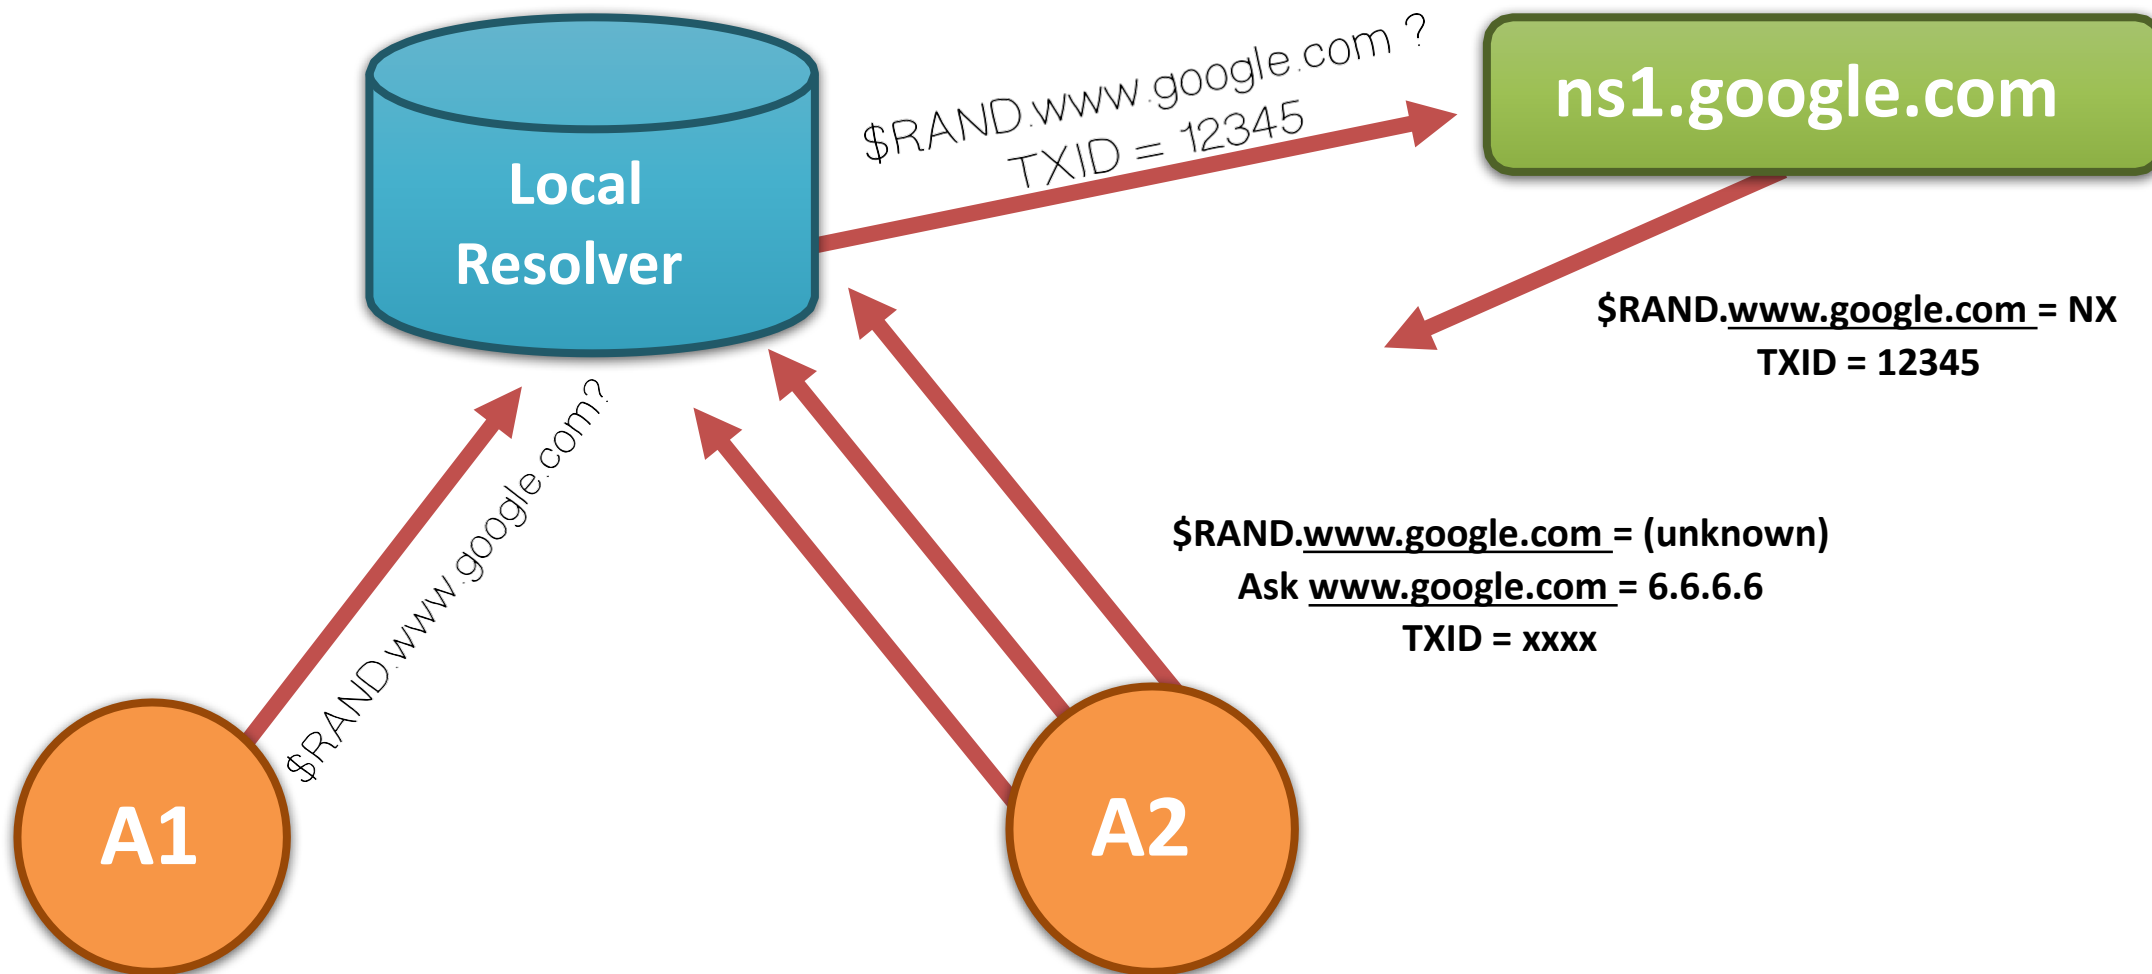 $RAND.www.google.com ?
TXID = 12345
ns1.google.com
Local
Resolver
$RAND.www.google.com = NX
TXID = 12345
$RAND.www.google.com?
$RAND.www.google.com = (unknown)
Ask www.google.com = 6.6.6.6
TXID = xxxx
A1
A2